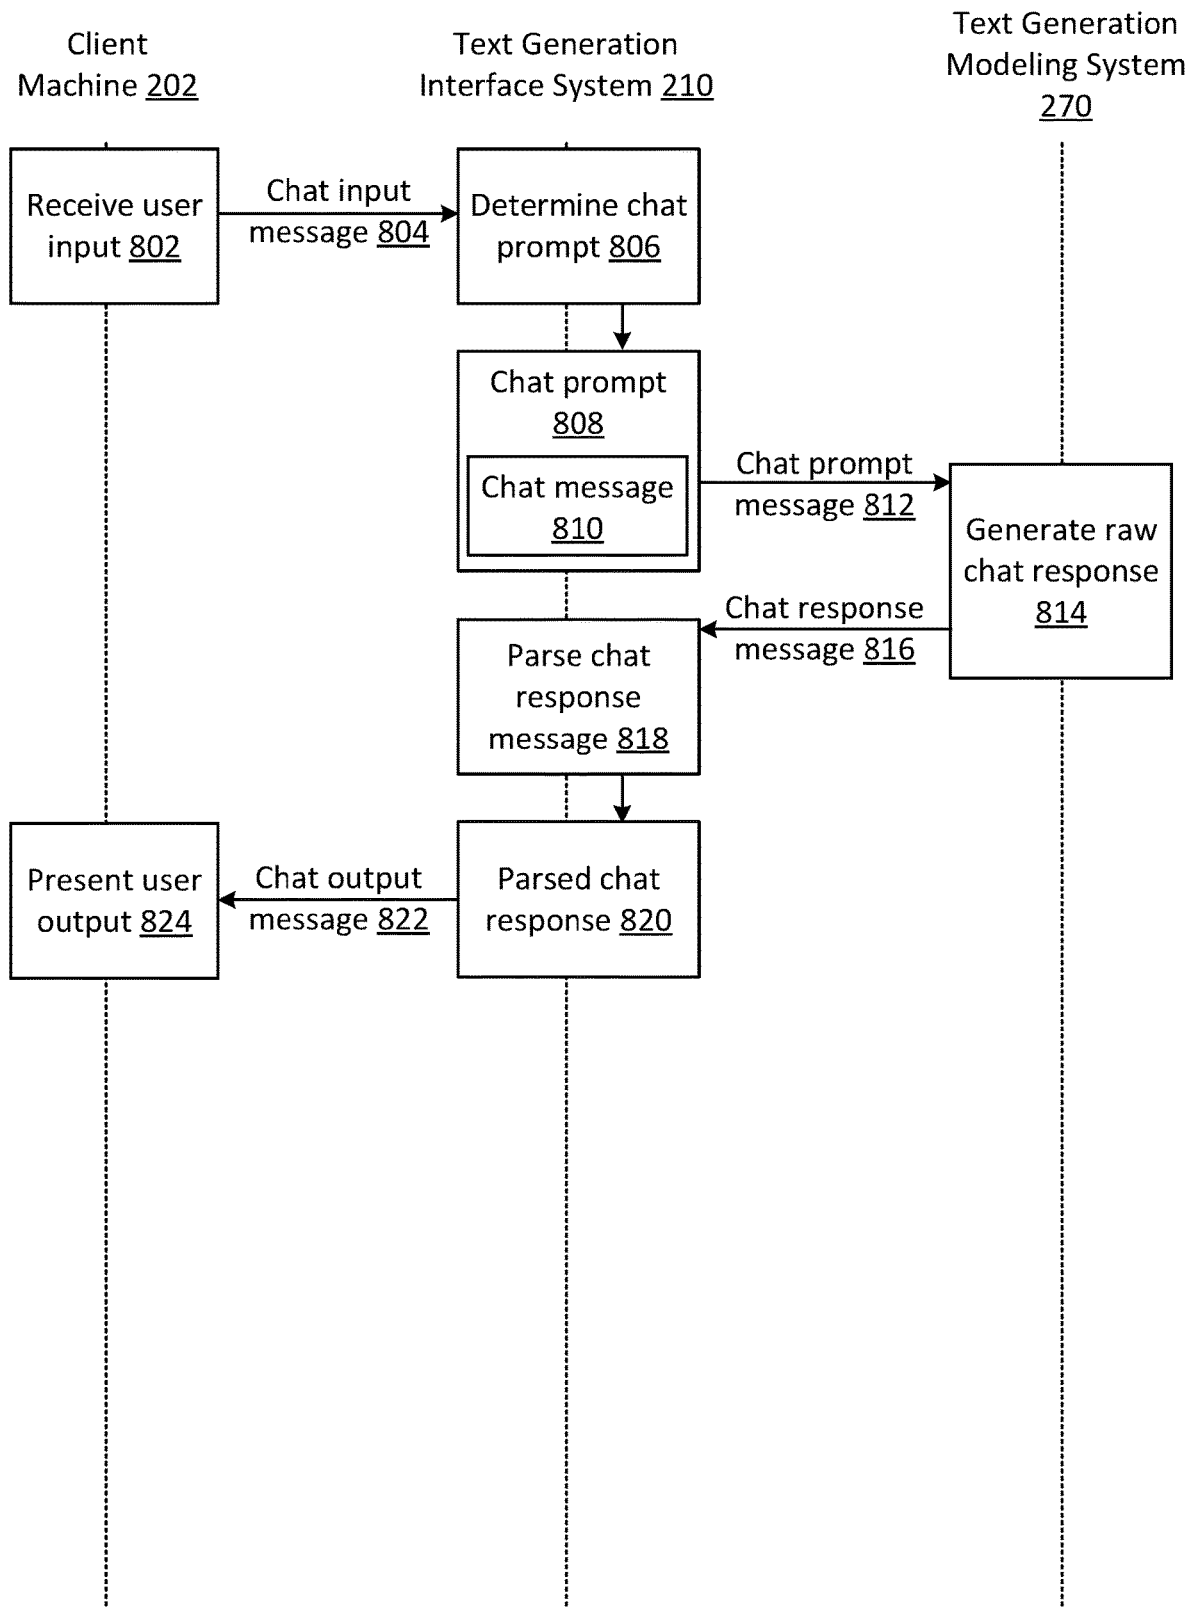 Client
Machine 202
Text Generation
Interface System 210
Text Generation
Modeling System
270
Receive user
input 802
Chat input
message 804
Determine chat
prompt 806
Chat prompt
808
Chat message
810
Chat prompt
message 812
Generate raw
chat response
814
Chat response
message 816
Parse chat
response
message 818
Parsed chat
response 820
Chat output
message 822
Present user
output 824